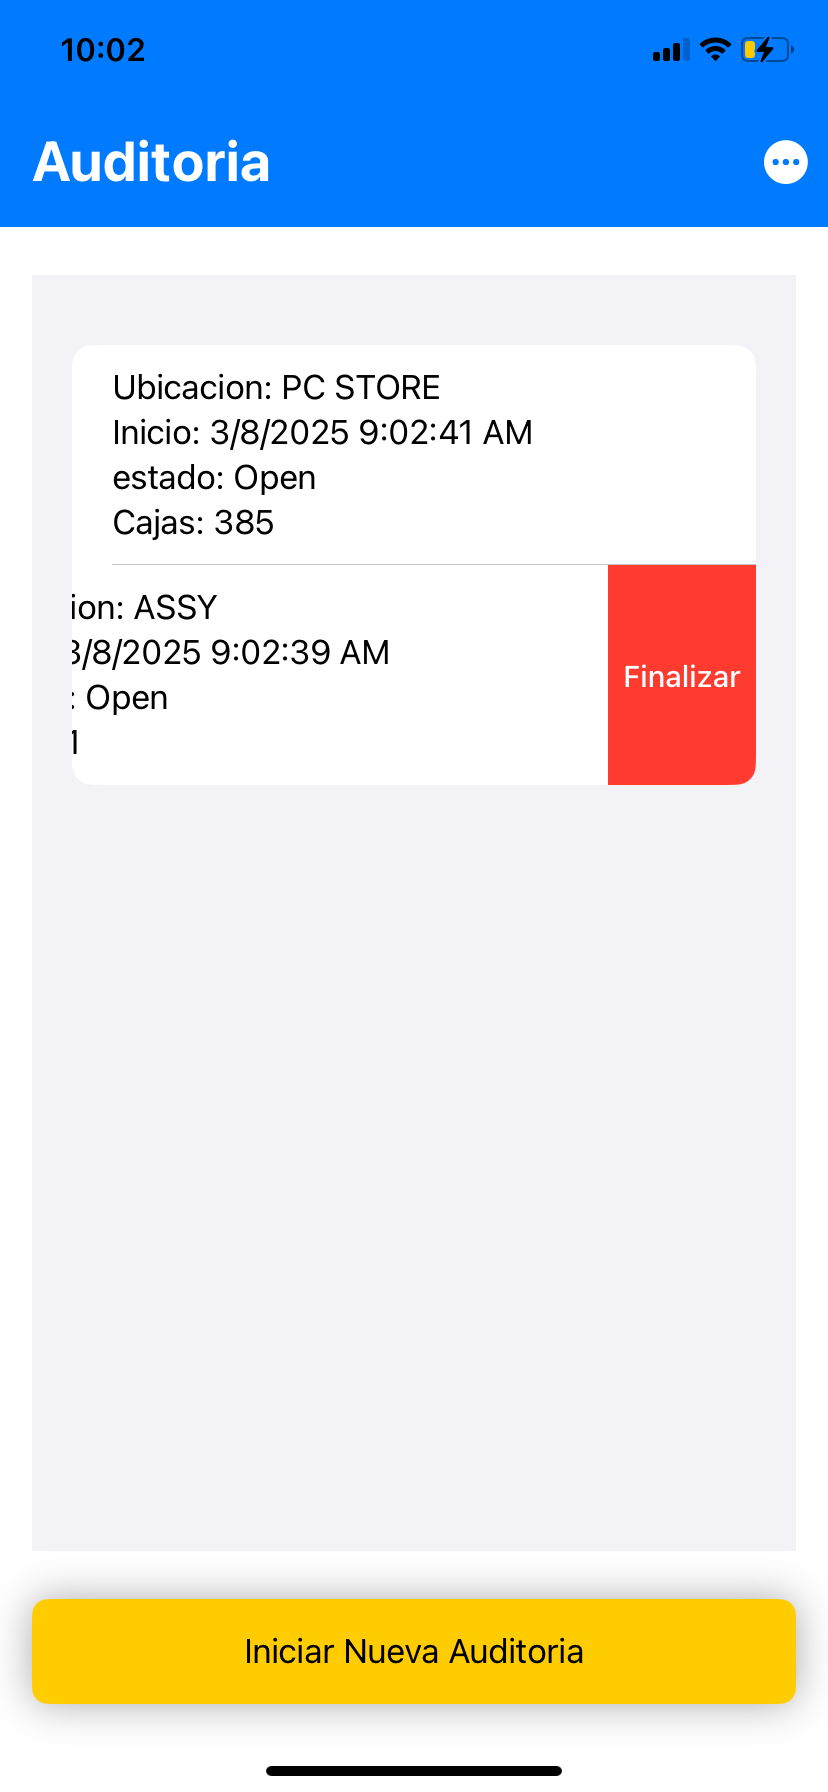 10:02
Auditoria
Ubicacion: PC STORE
Inicio: 3/8/2025 9:02:41 AM
estado: Open
Cajas: 385
ion: ASSY
3/8/2025 9:02:39 AM
: Open
1
Finalizar
Iniciar Nueva Auditoria